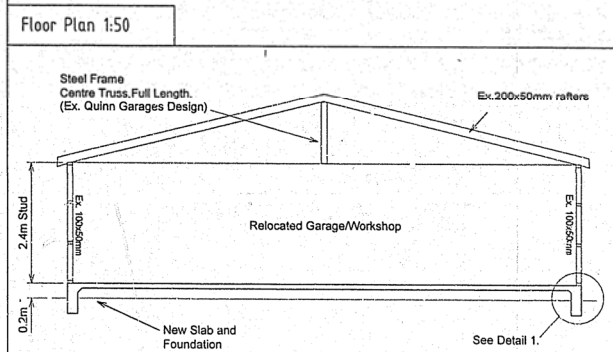 Floor Plan 1:50
Steel Frame
Centre Truss.Full Length.
(Ex. Quinn Garages Design)
Ex.200x50mm rafters
2.4m Stud
Ex. 100x50mm
Relocated Garage/Workshop
Ex. 100x50mm
0.2m
New Slab and
Foundation
See Detail 1.